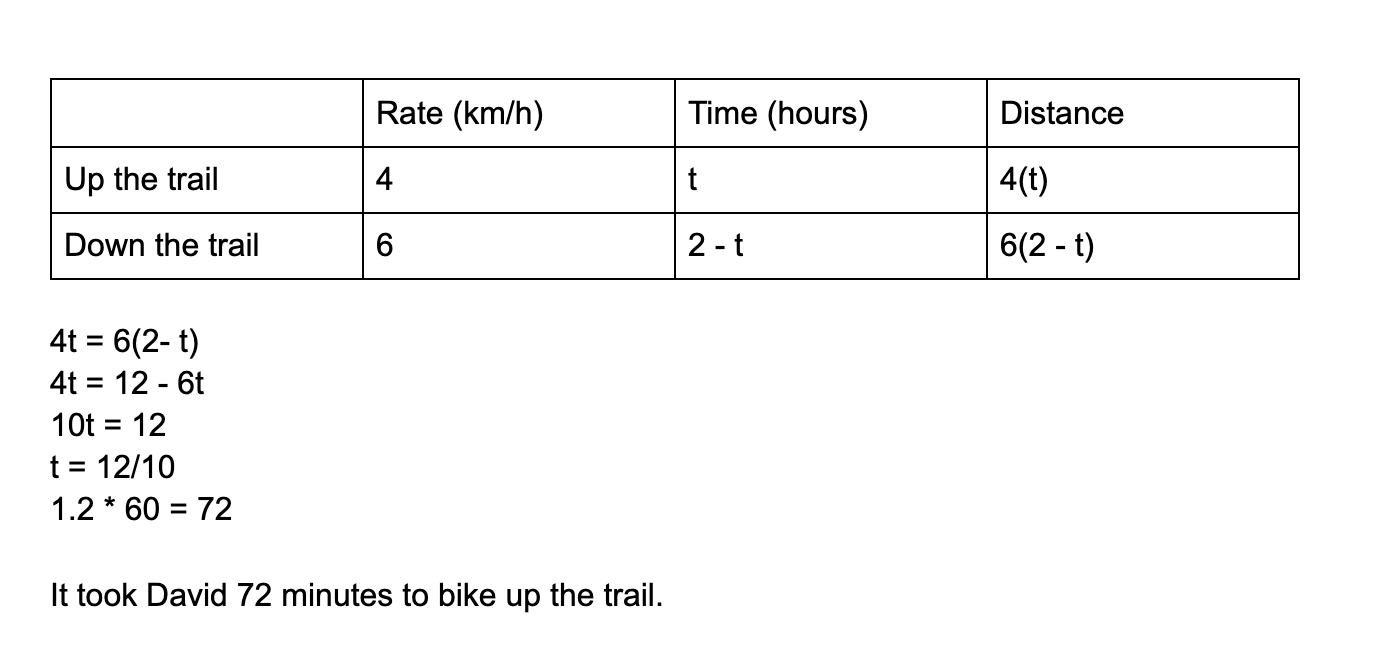 Rate (km/h) Time (hours) Distance
Up the trail 4 t 4(t)
Down the trail 6 2 - t 6(2 - t)
4t = 6(2- t)
4t = 12 - 6t
10t = 12
t = 12/10
1.2 * 60 = 72
It took David 72 minutes to bike up the trail.